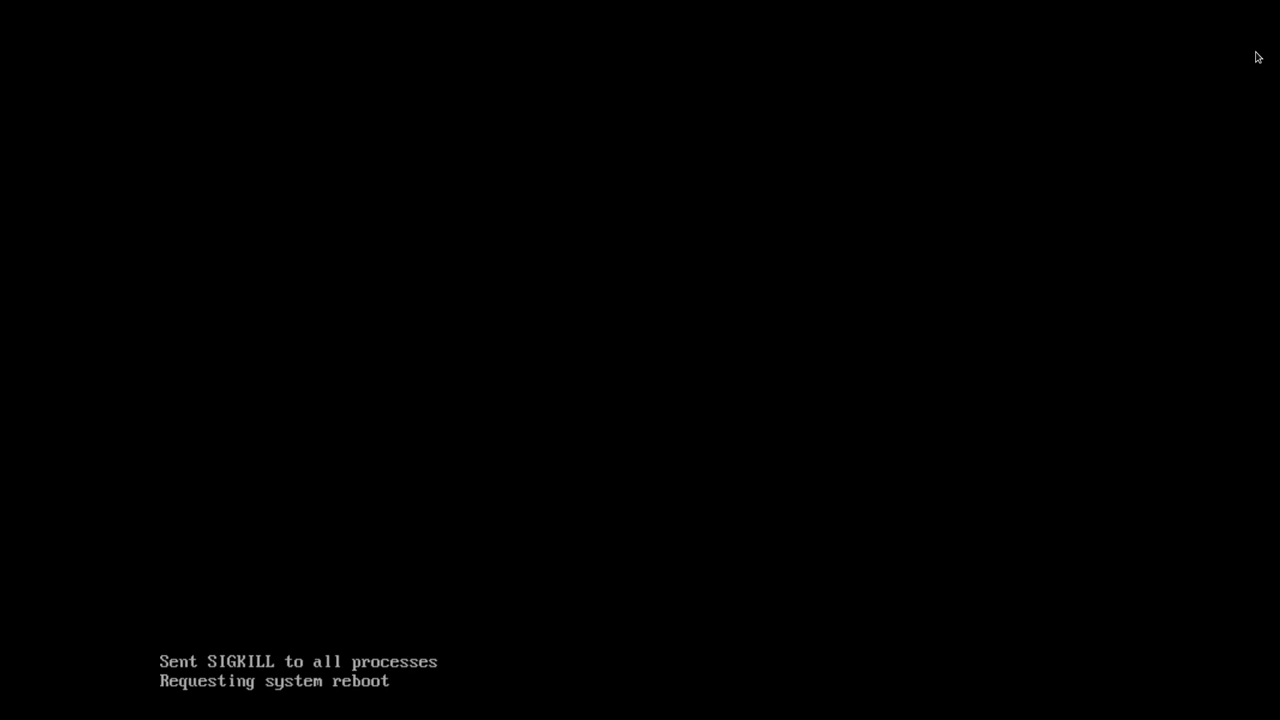 Sent SIGKILL to all processes
Requesting system reboot